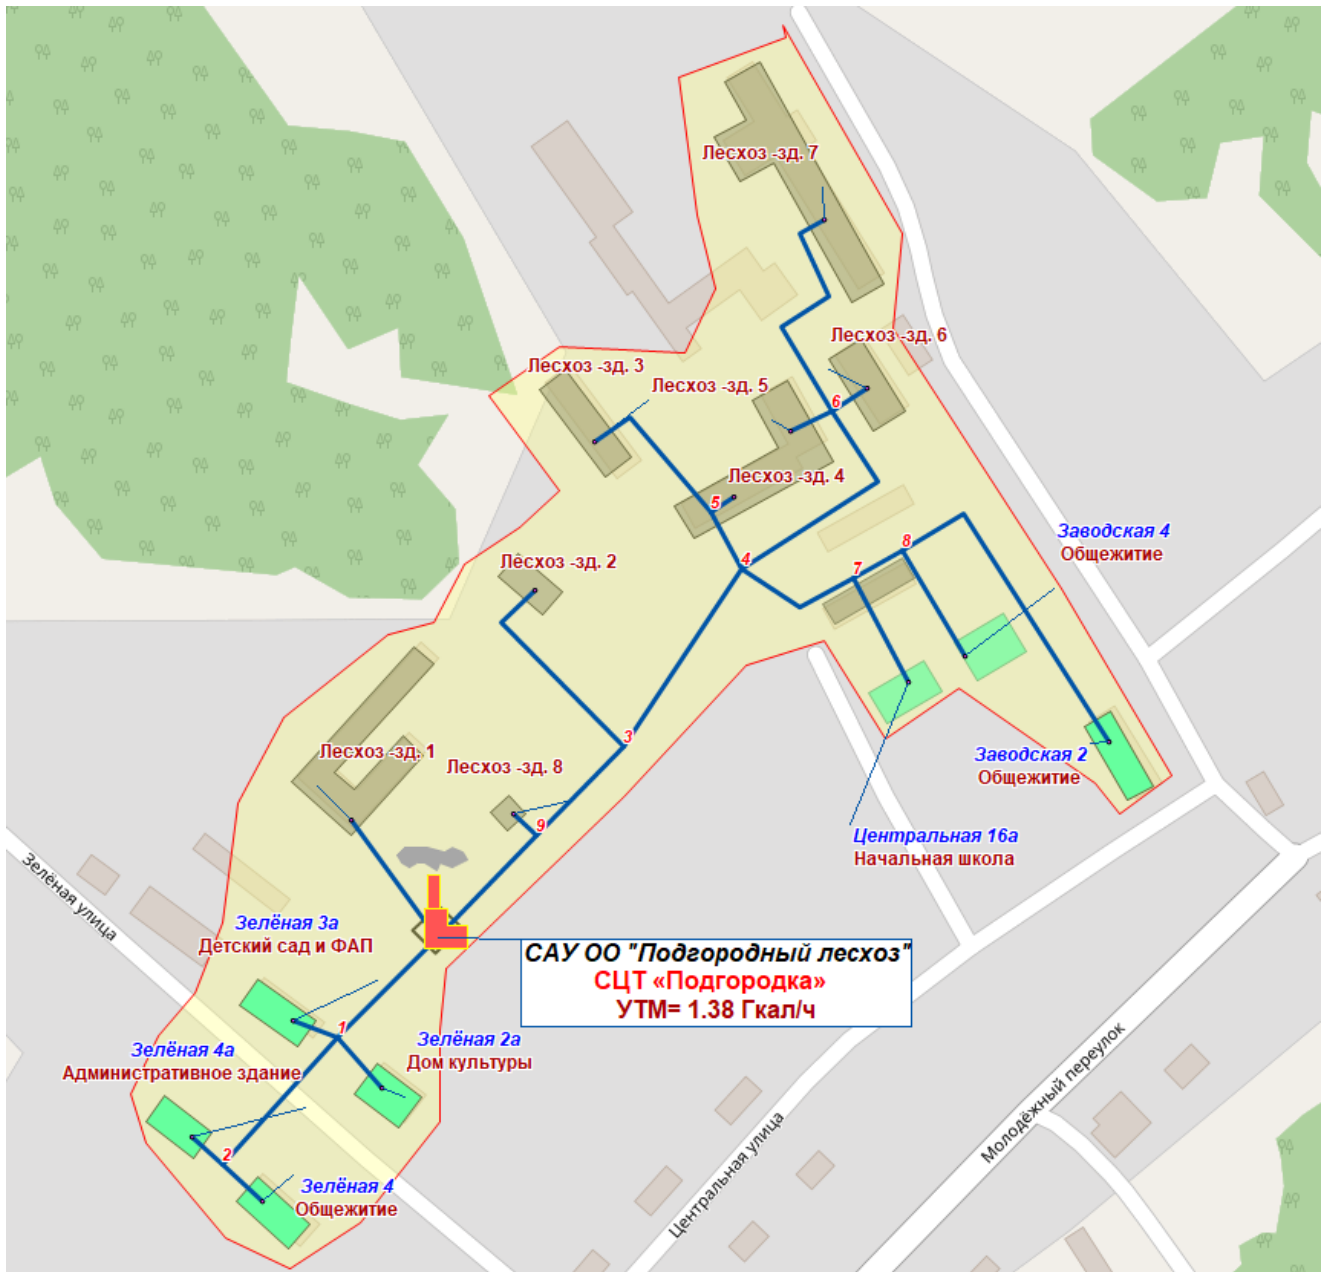 Лесхоз -зд. 7
Лесхоз -зд. 6
Лесхоз -зд. 3
Лесхоз -зд. 5
6
Лесхоз -зд. 4
5
Заводская 4
Общежитие
8
4
7
Лесхоз -зд. 2
3
Лесхоз -зд. 1
Лесхоз -зд. 8
Заводская 2
Общежитие
9
Центральная 16а
Начальная школа
Зелёная улица
Зелёная 3а
Детский сад и ФАП
САУ ОО "Подгородный лесхоз"
СЦТ «Подгородка»
УТМ= 1.38 Гкал/ч
1
Зелёная 2а
Дом культуры
Зелёная 4а
Административное здание
2
Зелёная 4
Общежитие
Центральная улица
Молодёжный переулок